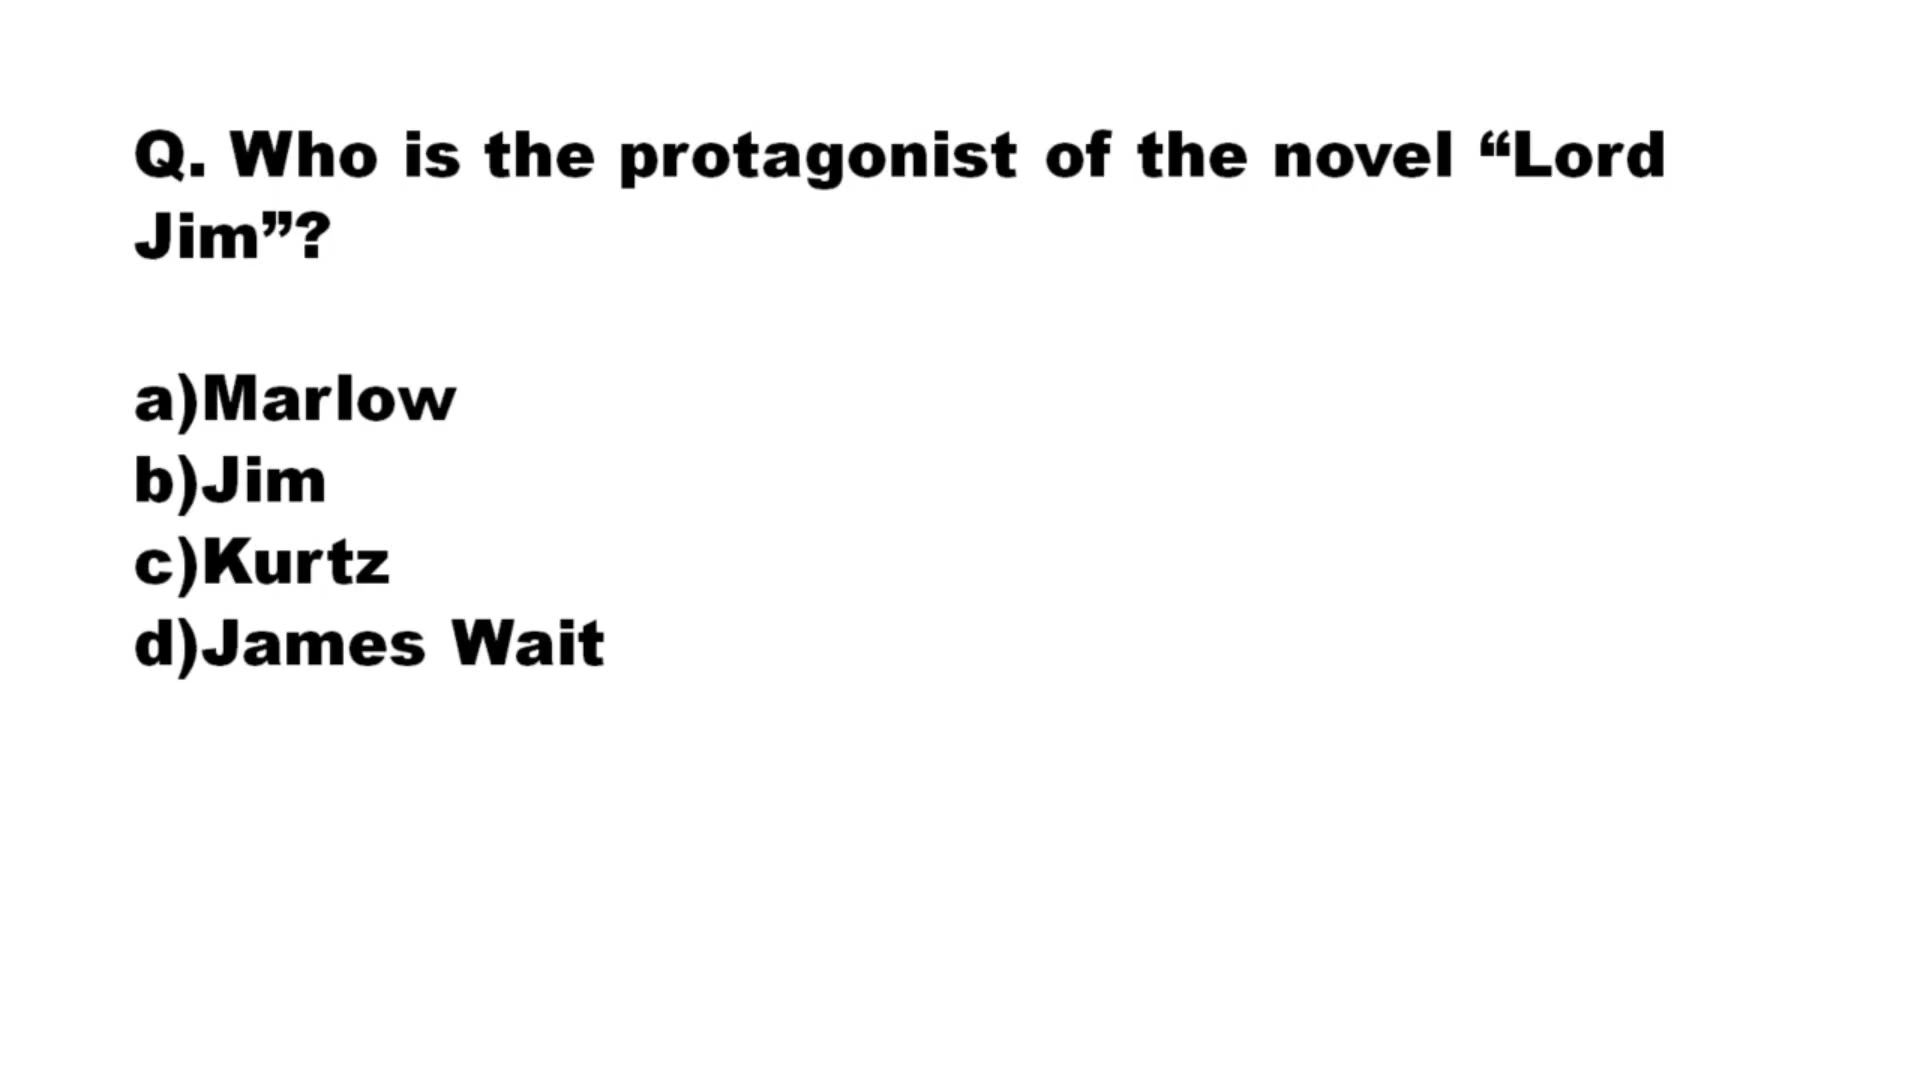 Q. Who is the protagonist of the novel “Lord
Jim”?
a)Marlow
b)Jim
c)Kurtz
d)James Wait